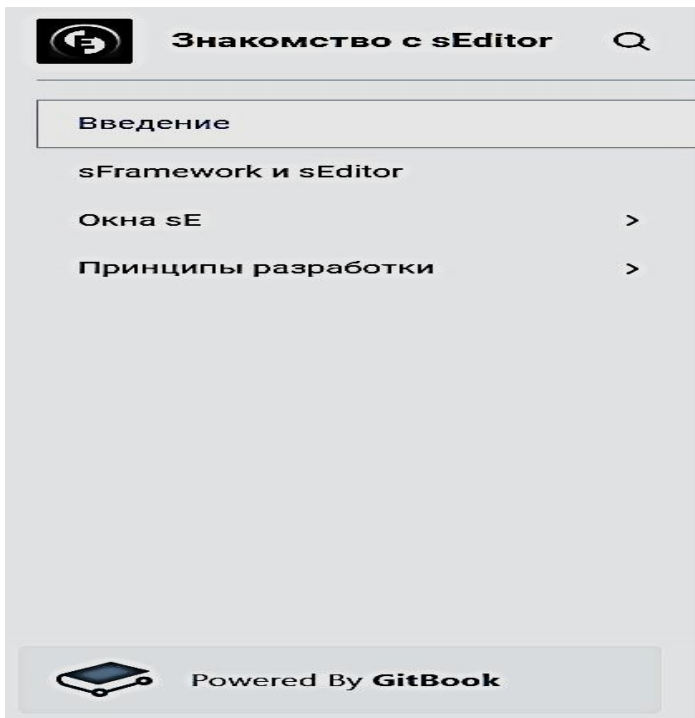 Знакомство с sEditor
Введение
sFramework и sEditor
Окна sE
Принципы разработки
Powered By GitBook